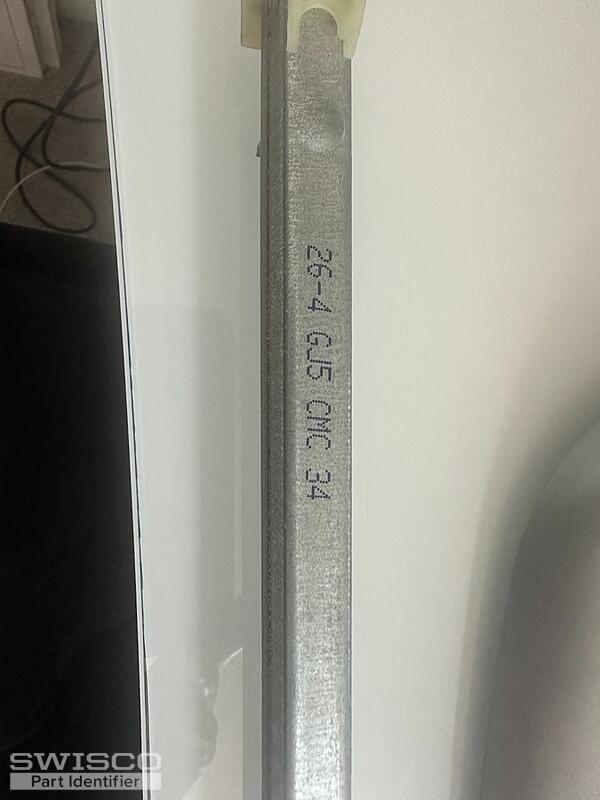 26-4 GJ5 CMC 34
SWISCO
Part Identifier